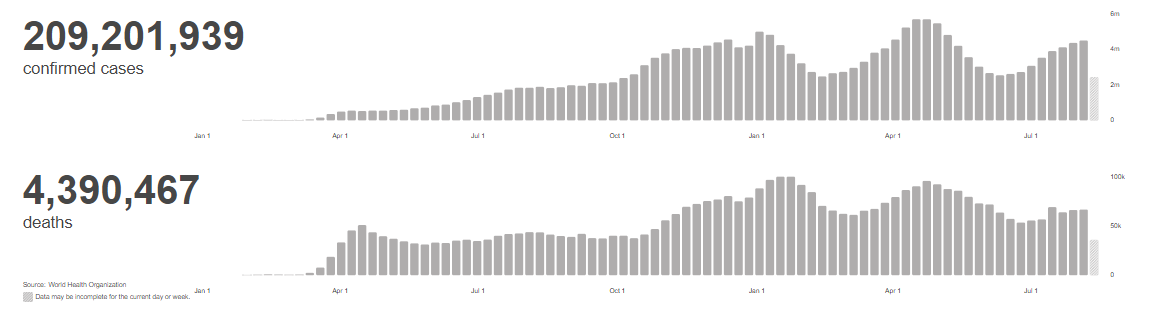 209,201,939
confirmed cases
6m
4m
2m
0
Jan 1 Apr 1 Jul 1 Oct 1 Jan 1 Apr 1 Jul 1
4,390,467
deaths
100k
50k
0
Source: World Health Organization
Jan 1 Apr 1 Jul 1 Oct 1 Jan 1 Apr 1 Jul 1
Data may be incomplete for the current day or week.